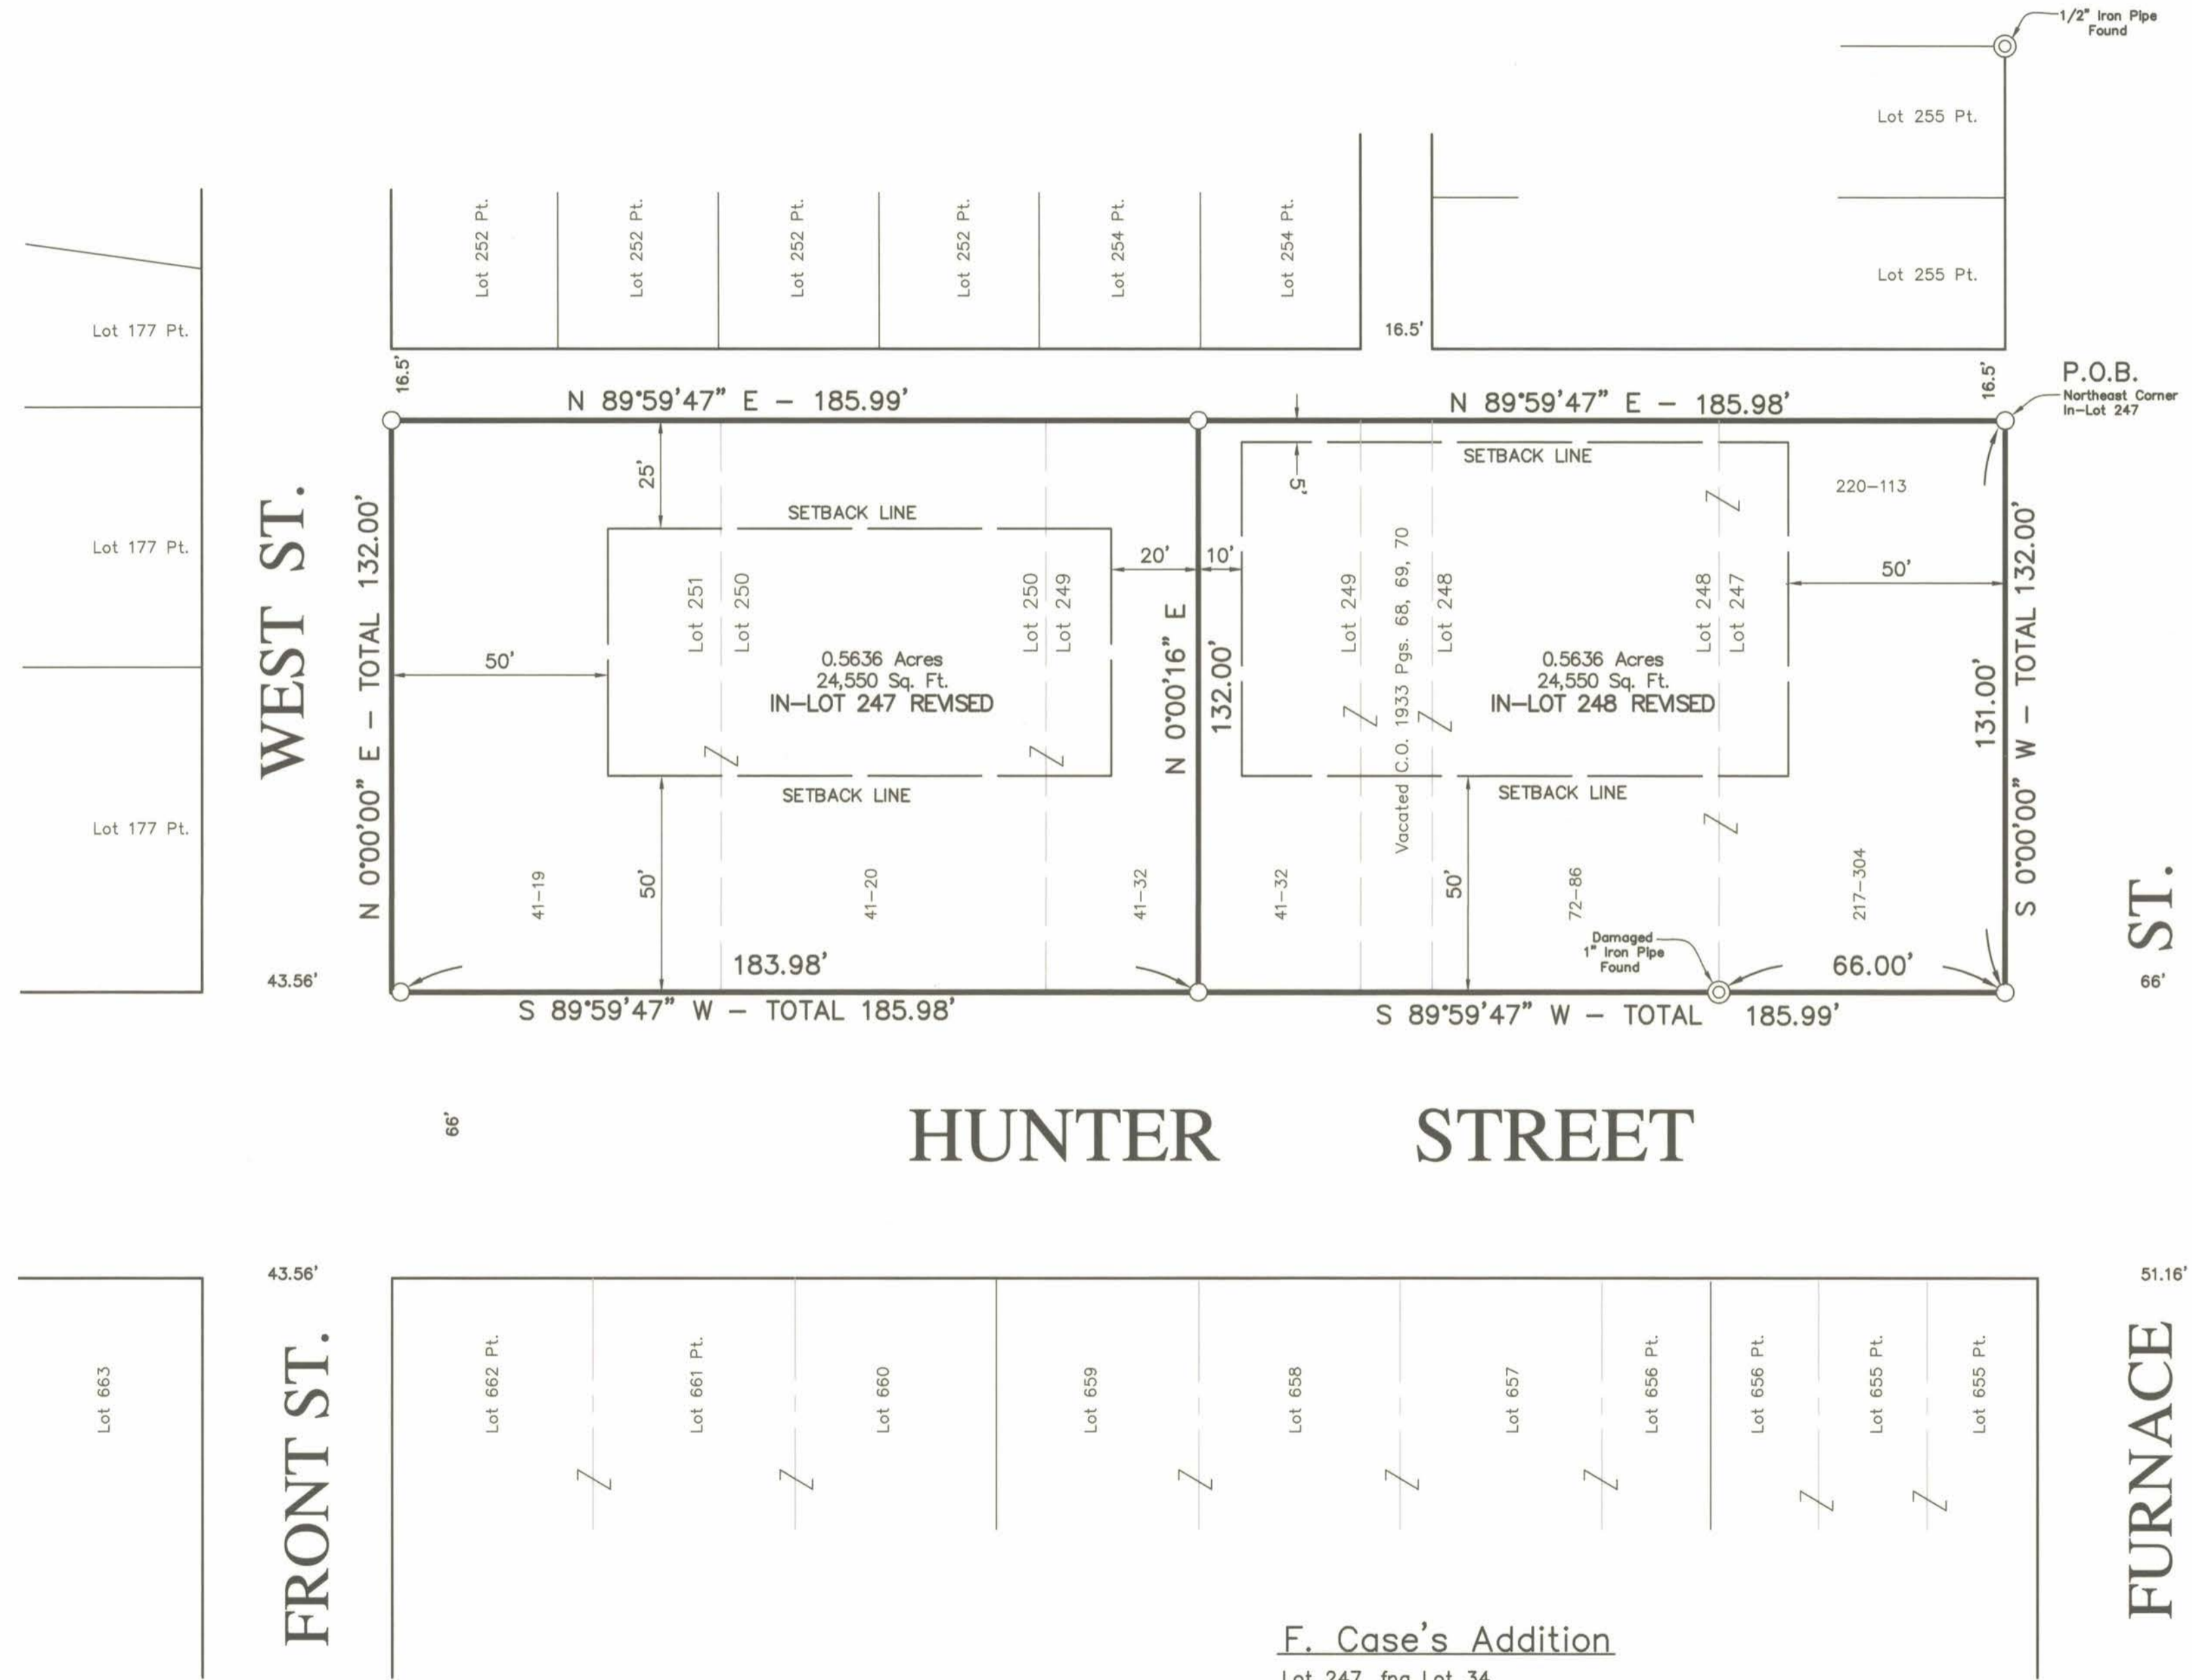 1/2" Iron Pipe
Found
Lot 255 Pt.
Lot 252 Pt.
Lot 252 Pt.
Lot 252 Pt.
Lot 252 Pt.
Lot 254 Pt.
Lot 254 Pt.
Lot 255 Pt.
Lot 177 Pt.
16.5'
16.5'
16.5'
P.O.B.
Northeast Corner
In-Lot 247
N 89°59'47" E - 185.99'
N 89°59'47" E - 185.98'
WEST ST.
Lot 177 Pt.
Lot 177 Pt.
N 0°00'00" E - TOTAL 132.00'
25'
SETBACK LINE
20'
10'
50'
Lot 251
Lot 250
Lot 250
Lot 249
0.5636 Acres
24,550 Sq. Ft.
IN-LOT 247 REVISED
SETBACK LINE
50'
41-19
41-20
41-32
183.98'
S 89°59'47" W - TOTAL 185.98'
N 0°00'16" E
132.00'
5'
SETBACK LINE
220-113
50'
Lot 249
Vacated C.O. 1933 Pgs. 68, 69, 70
Lot 248
Lot 248
Lot 247
0.5636 Acres
24,550 Sq. Ft.
IN-LOT 248 REVISED
SETBACK LINE
50'
41-32
72-86
217-304
Damaged
1" Iron Pipe
Found
66.00'
S 89°59'47" W - TOTAL 185.99'
131.00'
S 0°00'00" W - TOTAL 132.00'
43.56'
66'
66'
HUNTER STREET
43.56'
51.16'
FRONT ST.
FURNACE ST.
Lot 663
Lot 662 Pt.
Lot 661 Pt.
Lot 660
Lot 659
Lot 658
Lot 657
Lot 656 Pt.
Lot 656 Pt.
Lot 655 Pt.
Lot 655 Pt.
F. Case's Addition
Lot 247 fna Lot 34